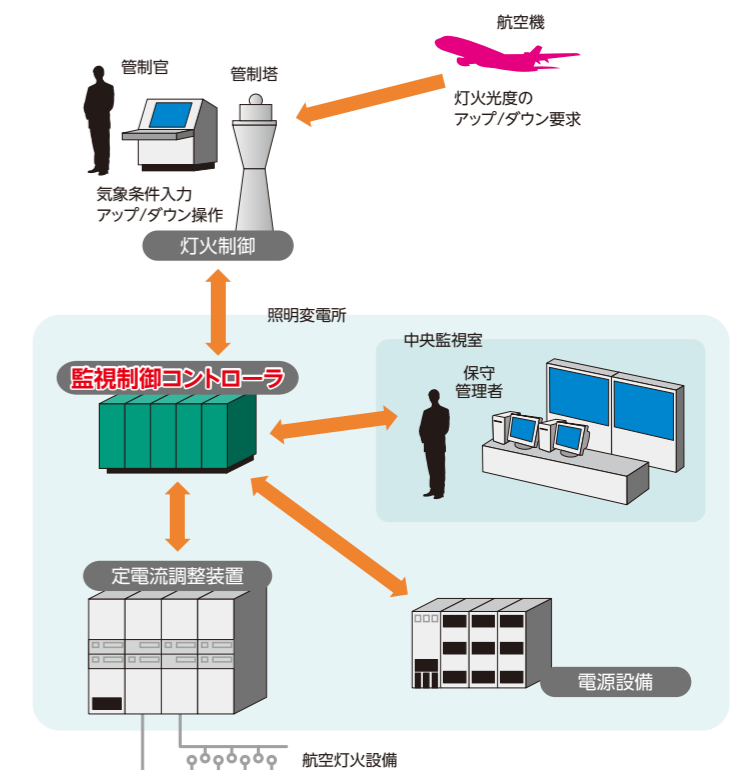 航空機
管制官
管制塔
灯火光度の
アップ/ダウン要求
気象条件入力
アップ/ダウン操作
灯火制御
照明変電所
中央監視室
監視制御コントローラ
保守
管理者
定電流調整装置
電源設備
航空灯火設備